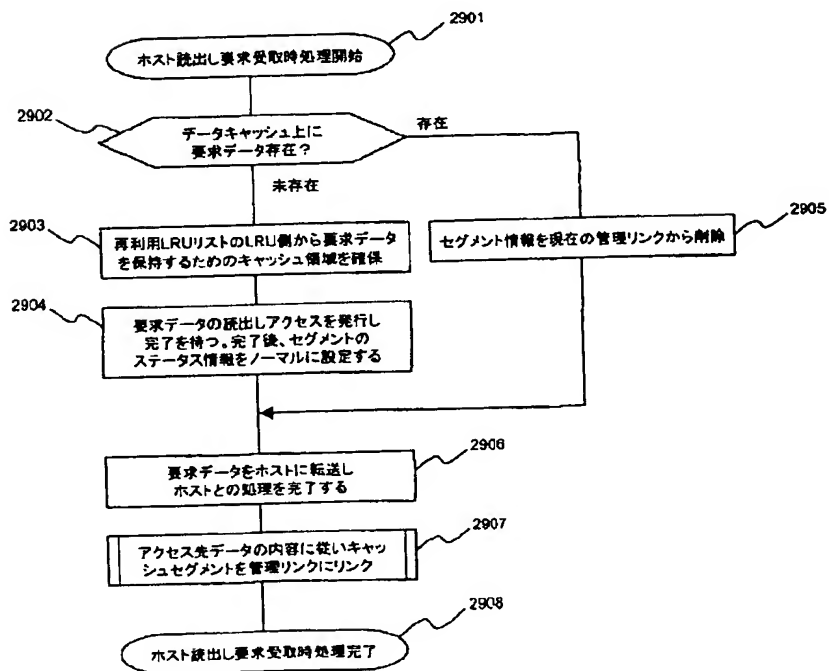 2901
ホスト読出し要求受取時処理開始
2902
データキャッシュ上に
要求データ存在?
存在
未存在
2903
再利用LRUリストのLRU側から要求データ
を保持するためのキャッシュ領域を確保
2905
セグメント情報を現在の管理リンクから削除
2904
要求データの読出しアクセスを発行し
完了を待つ。完了後、セグメントの
ステータス情報をノーマルに設定する
2906
要求データをホストに転送し
ホストとの処理を完了する
2907
アクセス先データの内容に従いキャッ
シュセグメントを管理リンクにリンク
2908
ホスト読出し要求受取時処理完了